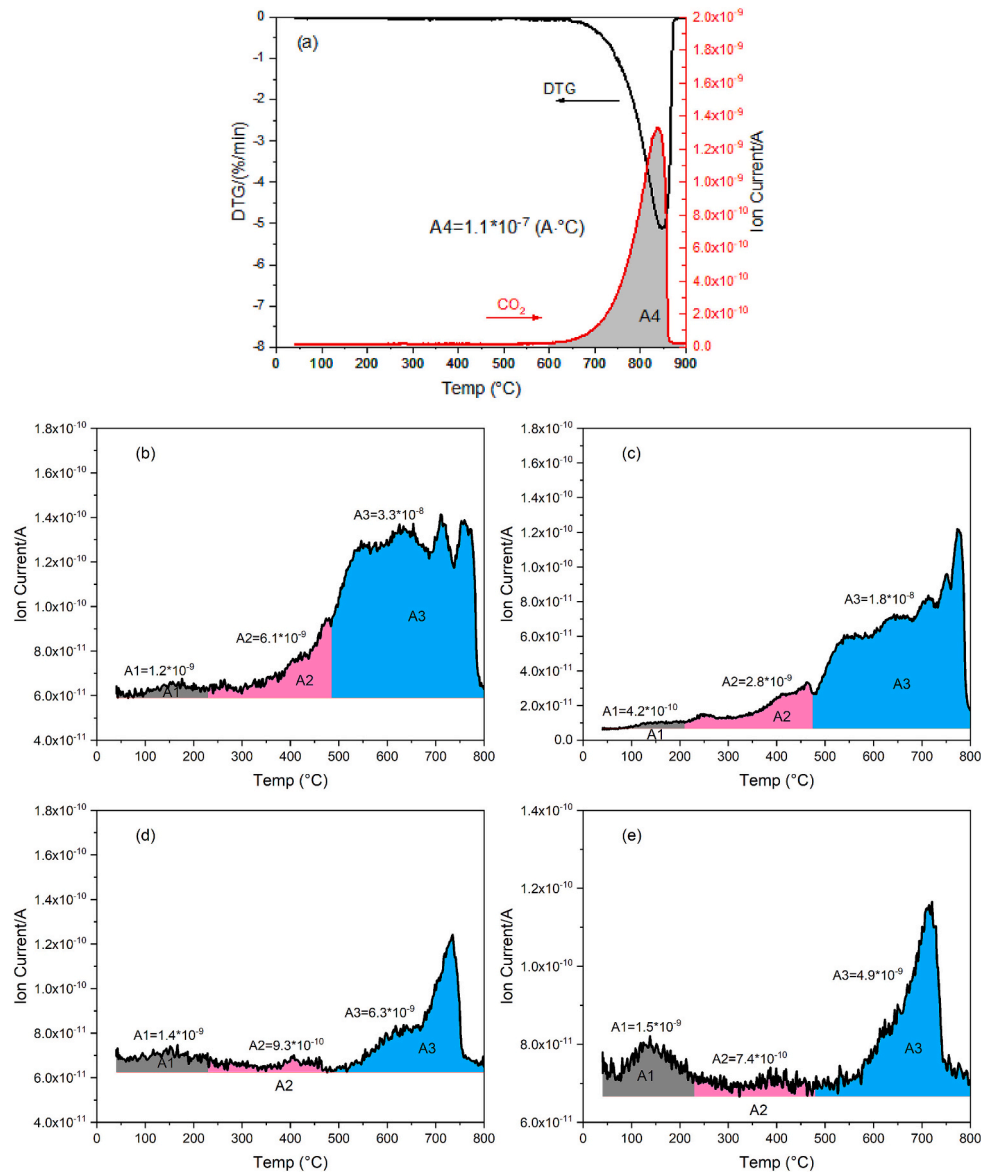 (a)
0
-1
-2
-3
-4
-5
-6
-7
-8
DTG/(%/min)
DTG
A4=1.1*10-7 (A·°C)
CO2
A4
2.0x10-9
1.8x10-9
1.6x10-9
1.4x10-9
1.2x10-9
1.0x10-9
8.0x10-10
6.0x10-10
4.0x10-10
2.0x10-10
0.0
Ion Current/A
0 100 200 300 400 500 600 700 800 900
Temp (°C)
(b)
1.8x10-10
1.6x10-10
1.4x10-10
1.2x10-10
1.0x10-10
8.0x10-11
6.0x10-11
4.0x10-11
Ion Current/A
A3=3.3*10-8
A2=6.1*10-9
A1=1.2*10-9
A1
A2
A3
0 100 200 300 400 500 600 700 800
Temp (°C)
(c)
1.8x10-10
1.6x10-10
1.4x10-10
1.2x10-10
1.0x10-10
8.0x10-11
6.0x10-11
4.0x10-11
2.0x10-11
0.0
Ion Current/A
A3=1.8*10-8
A2=2.8*10-9
A1=4.2*10-10
A1
A2
A3
0 100 200 300 400 500 600 700 800
Temp (°C)
(d)
1.8x10-10
1.6x10-10
1.4x10-10
1.2x10-10
1.0x10-10
8.0x10-11
6.0x10-11
4.0x10-11
Ion Current/A
A3=6.3*10-9
A1=1.4*10-9
A2=9.3*10-10
A1
A2
A3
0 100 200 300 400 500 600 700 800
Temp (°C)
(e)
1.4x10-10
1.2x10-10
1.0x10-10
8.0x10-11
6.0x10-11
Ion Current/A
A3=4.9*10-9
A1=1.5*10-9
A2=7.4*10-10
A1
A2
A3
0 100 200 300 400 500 600 700 800
Temp (°C)